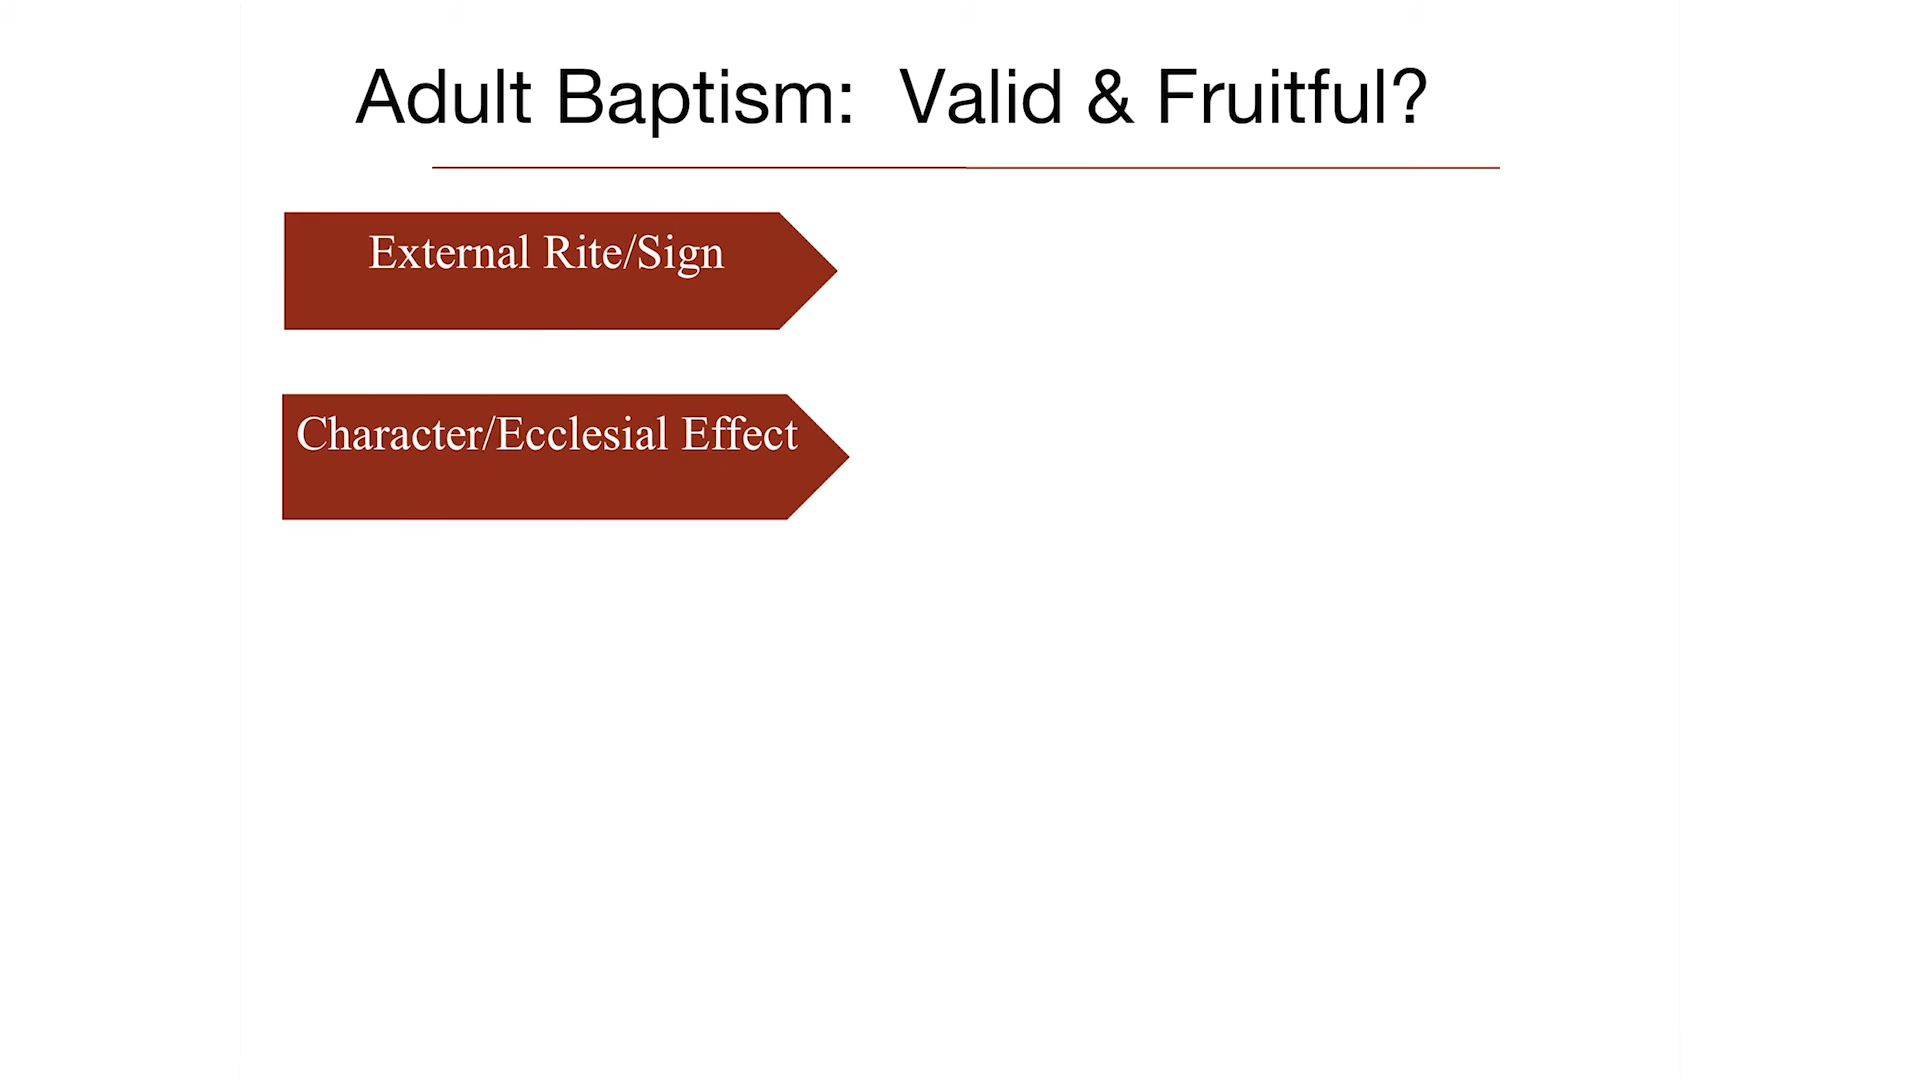 Adult Baptism: Valid & Fruitful?
External Rite/Sign
Character/Ecclesial Effect